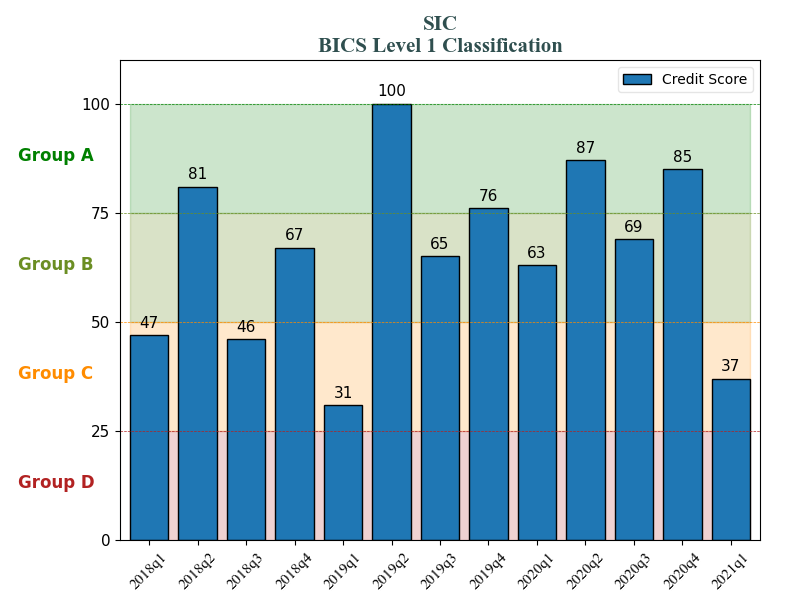 SIC
BICS Level 1 Classification
Credit Score
100
75
50
25
0
Group A
Group B
Group C
Group D
47
81
46
67
31
100
65
76
63
87
69
85
37
2018q1
2018q2
2018q3
2018q4
2019q1
2019q2
2019q3
2019q4
2020q1
2020q2
2020q3
2020q4
2021q1